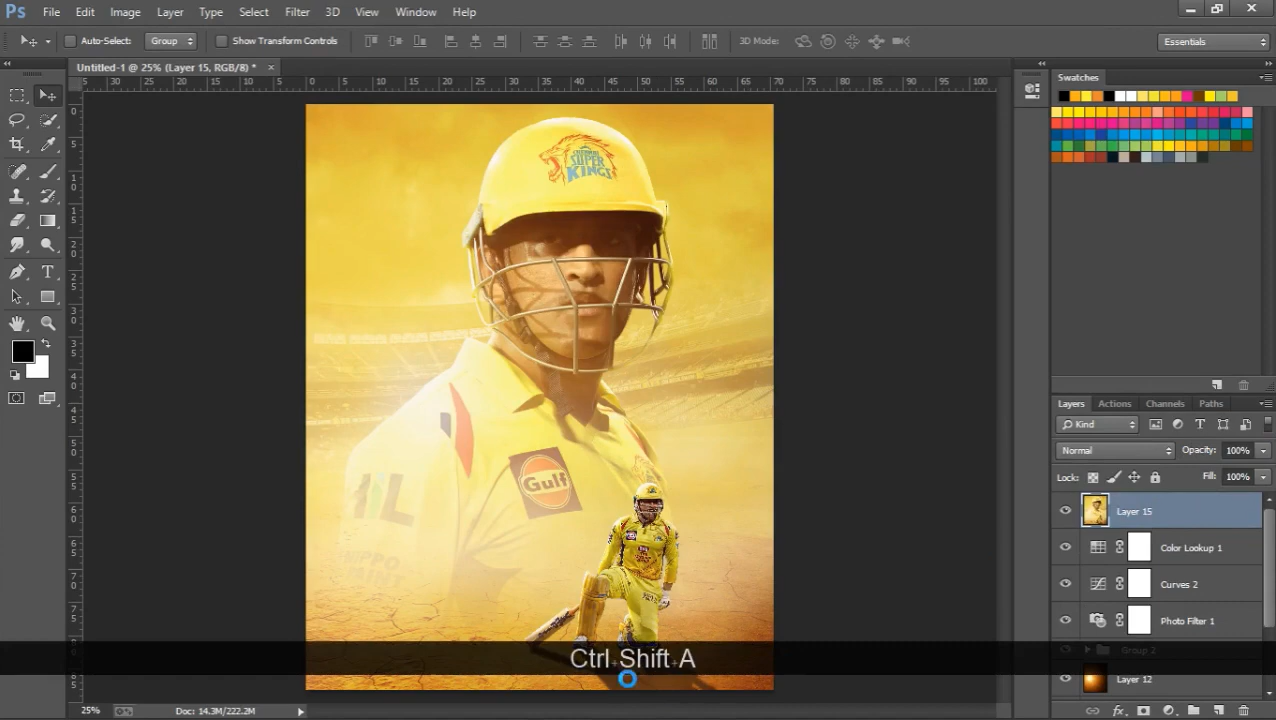 Ps File Edit Image Layer Type Select Filter 3D View Window Help
Auto-Select: Group Show Transform Controls 3D Mode: Essentials
Untitled-1 @ 25% (Layer 15, RGB/8) * ×
Swatches
CHENNAI
SUPER
KINGS
Layers Actions Channels Paths
Kind
Normal Opacity: 100%
Lock: Fill: 100%
Gulf
Layer 15
Color Lookup 1
Curves 2
Photo Filter 1
Group 2
Ctrl+Shift+A
Layer 12
25% Doc: 14.3M/222.2M